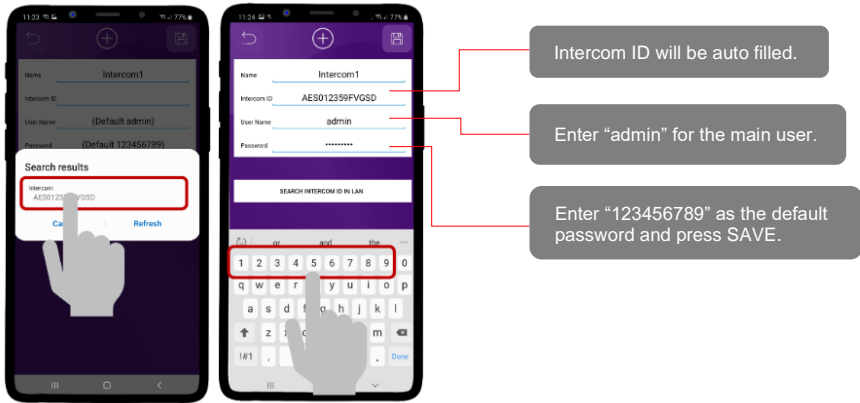 11:23
77%
Name Intercom1
Intercom ID
User Name (Default admin)
Password (Default 123456789)
Search results
Intercom
Refresh
11:24
77%
Name Intercom1
Intercom ID AES012359FVGSD
User Name admin
Password •••••••••
SEARCH INTERCOM ID IN LAN
or and the ...
1 2 3 4 5 6 7 8 9 0
q w e r y u i o p
a s d f g h j k l
z x m
!#1 , . Done
Intercom ID will be auto filled.
Enter “admin” for the main user.
Enter “123456789” as the default
password and press SAVE.